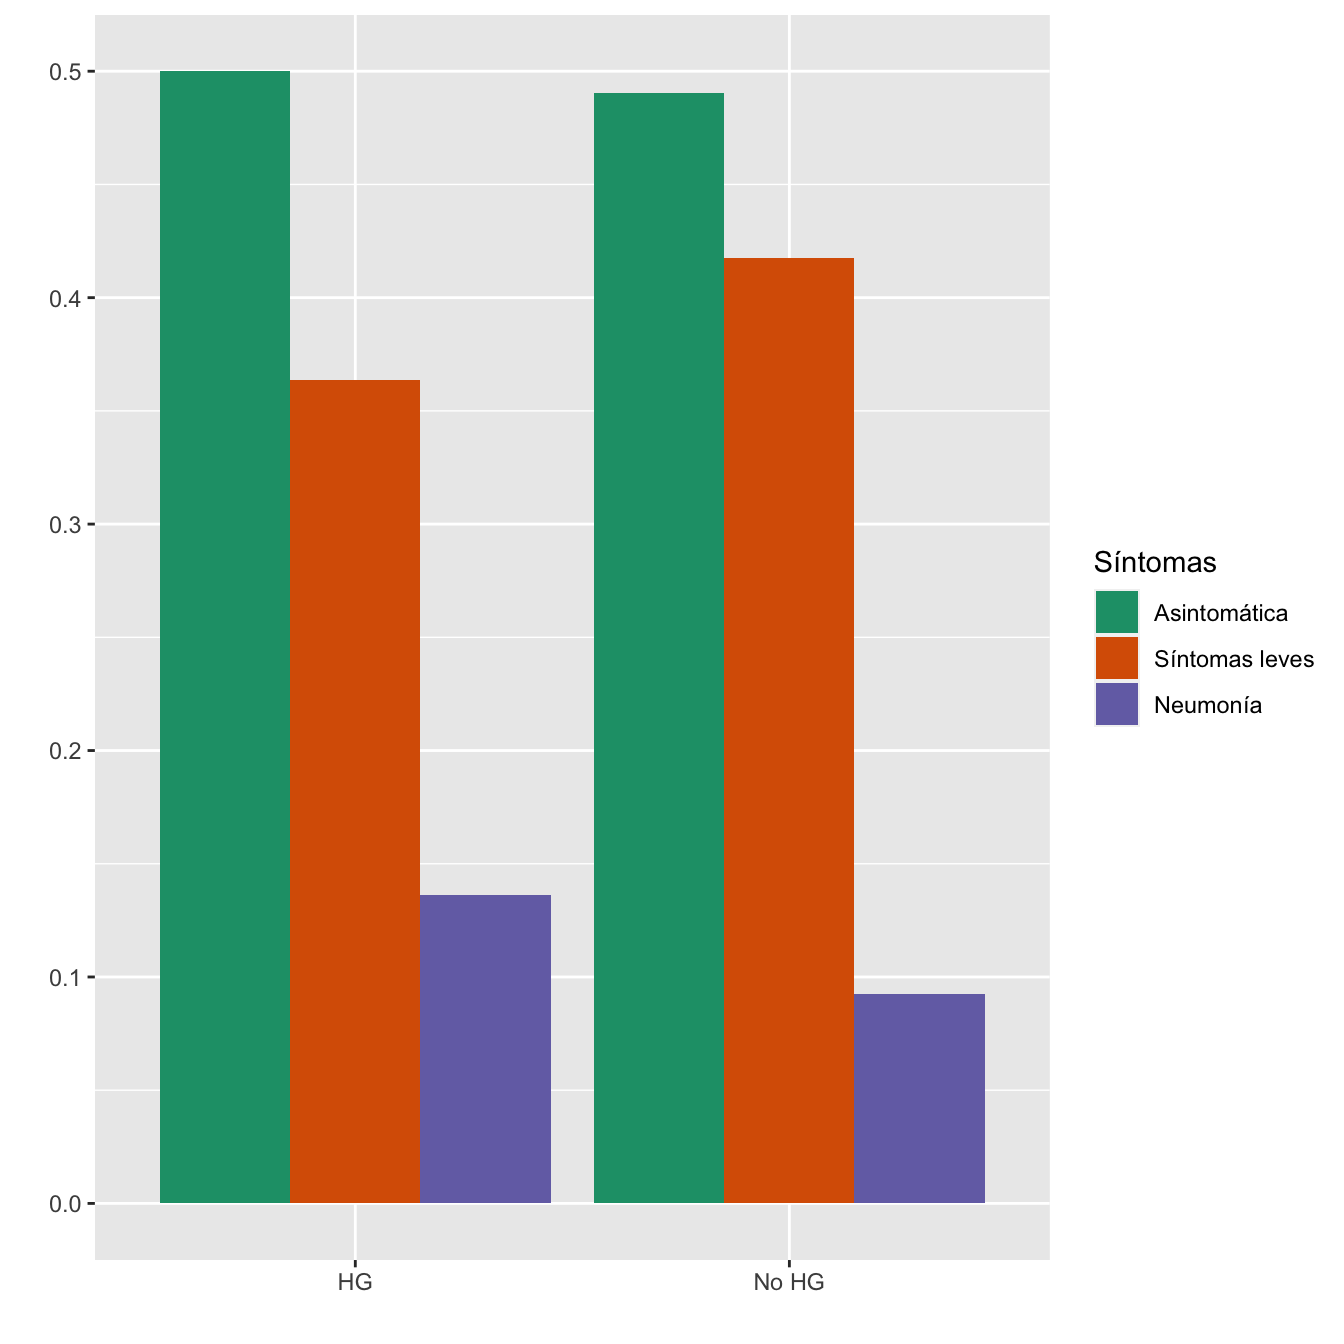 0.5
0.4
0.3
0.2
0.1
0.0
HG
No HG
Síntomas
Asintomática
Síntomas leves
Neumonía